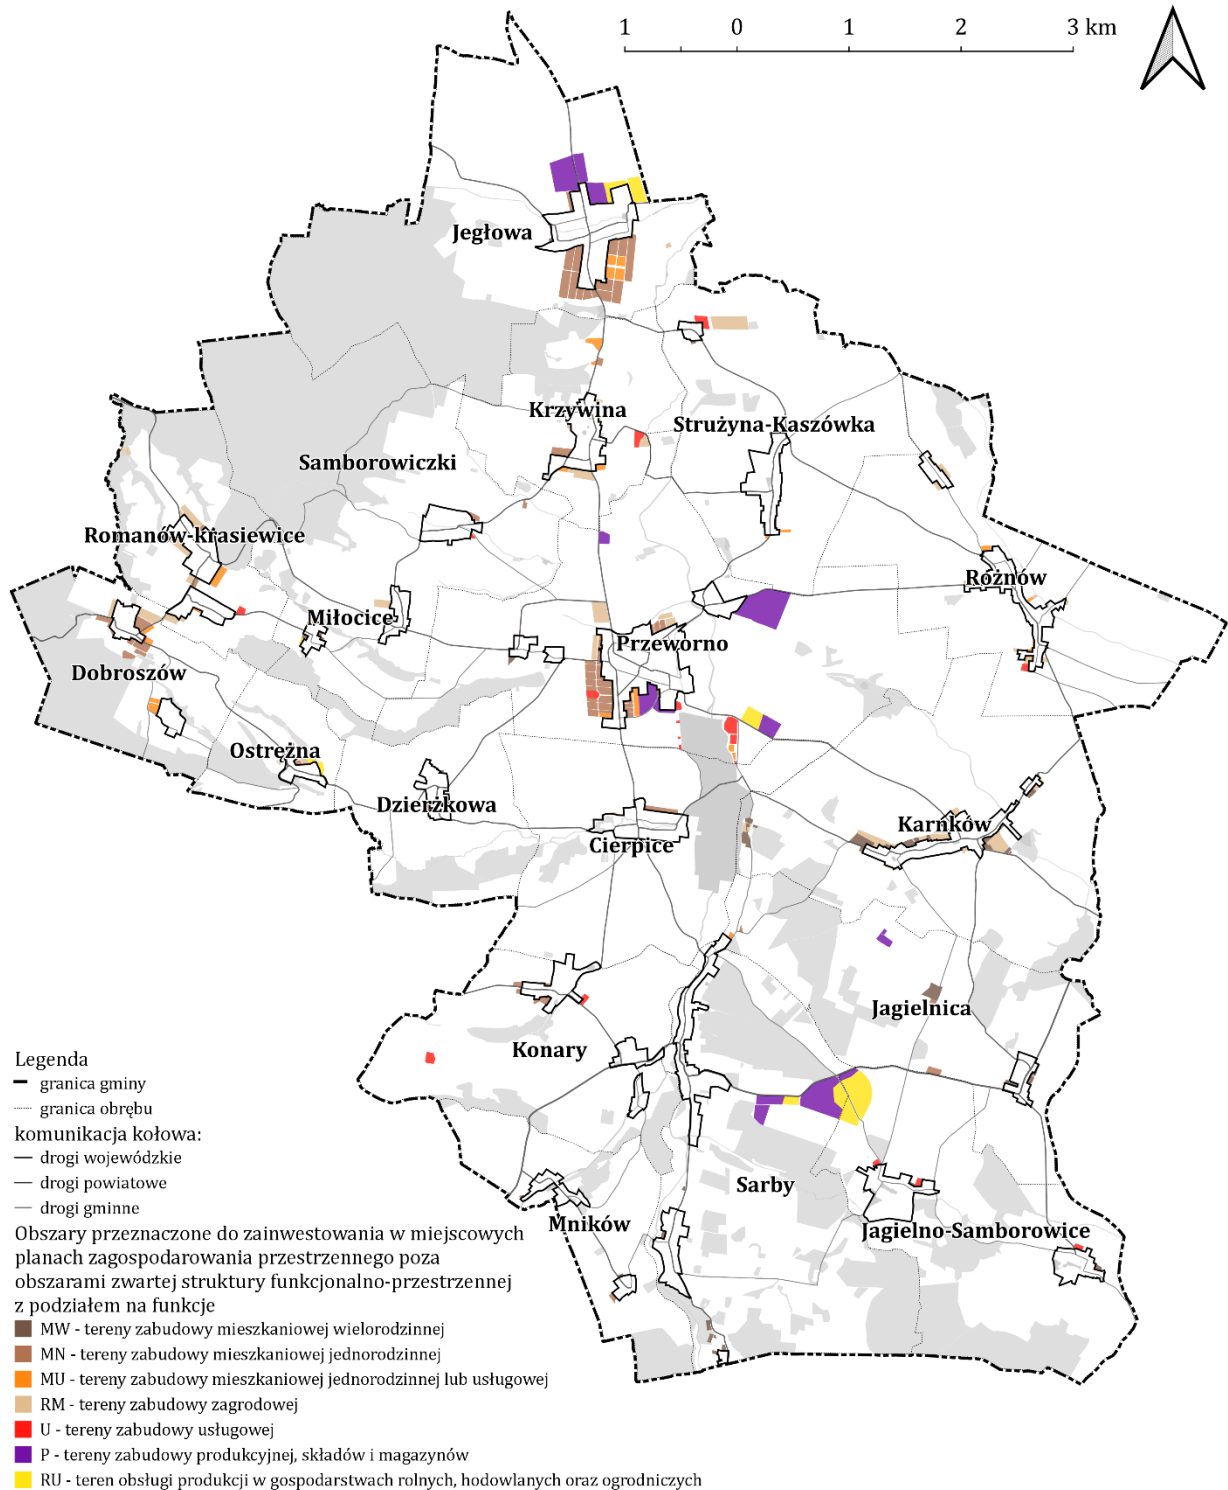 1 0 1 2 3 km
Jegłowa
Krzywina
Strużyna-Kaszówka
Samborowiczki
Romanów-krasiewice
Rożnów
Miłocice
Przeworno
Dobroszów
Ostrężna
Dzierzkowa
Karnków
Cierpice
Jagielnica
Konary
Sarby
Mników
Jagielno-Samborowice
Legenda
granica gminy
granica obrębu
komunikacja kołowa:
drogi wojewódzkie
drogi powiatowe
drogi gminne
Obszary przeznaczone do zainwestowania w miejscowych
planach zagospodarowania przestrzennego poza
obszarami zwartej struktury funkcjonalno-przestrzennej
z podziałem na funkcje
MW - tereny zabudowy mieszkaniowej wielorodzinnej
MN - tereny zabudowy mieszkaniowej jednorodzinnej
MU - tereny zabudowy mieszkaniowej jednorodzinnej lub usługowej
RM - tereny zabudowy zagrodowej
U - tereny zabudowy usługowej
P - tereny zabudowy produkcyjnej, składów i magazynów
RU - teren obsługi produkcji w gospodarstwach rolnych, hodowlanych oraz ogrodniczych